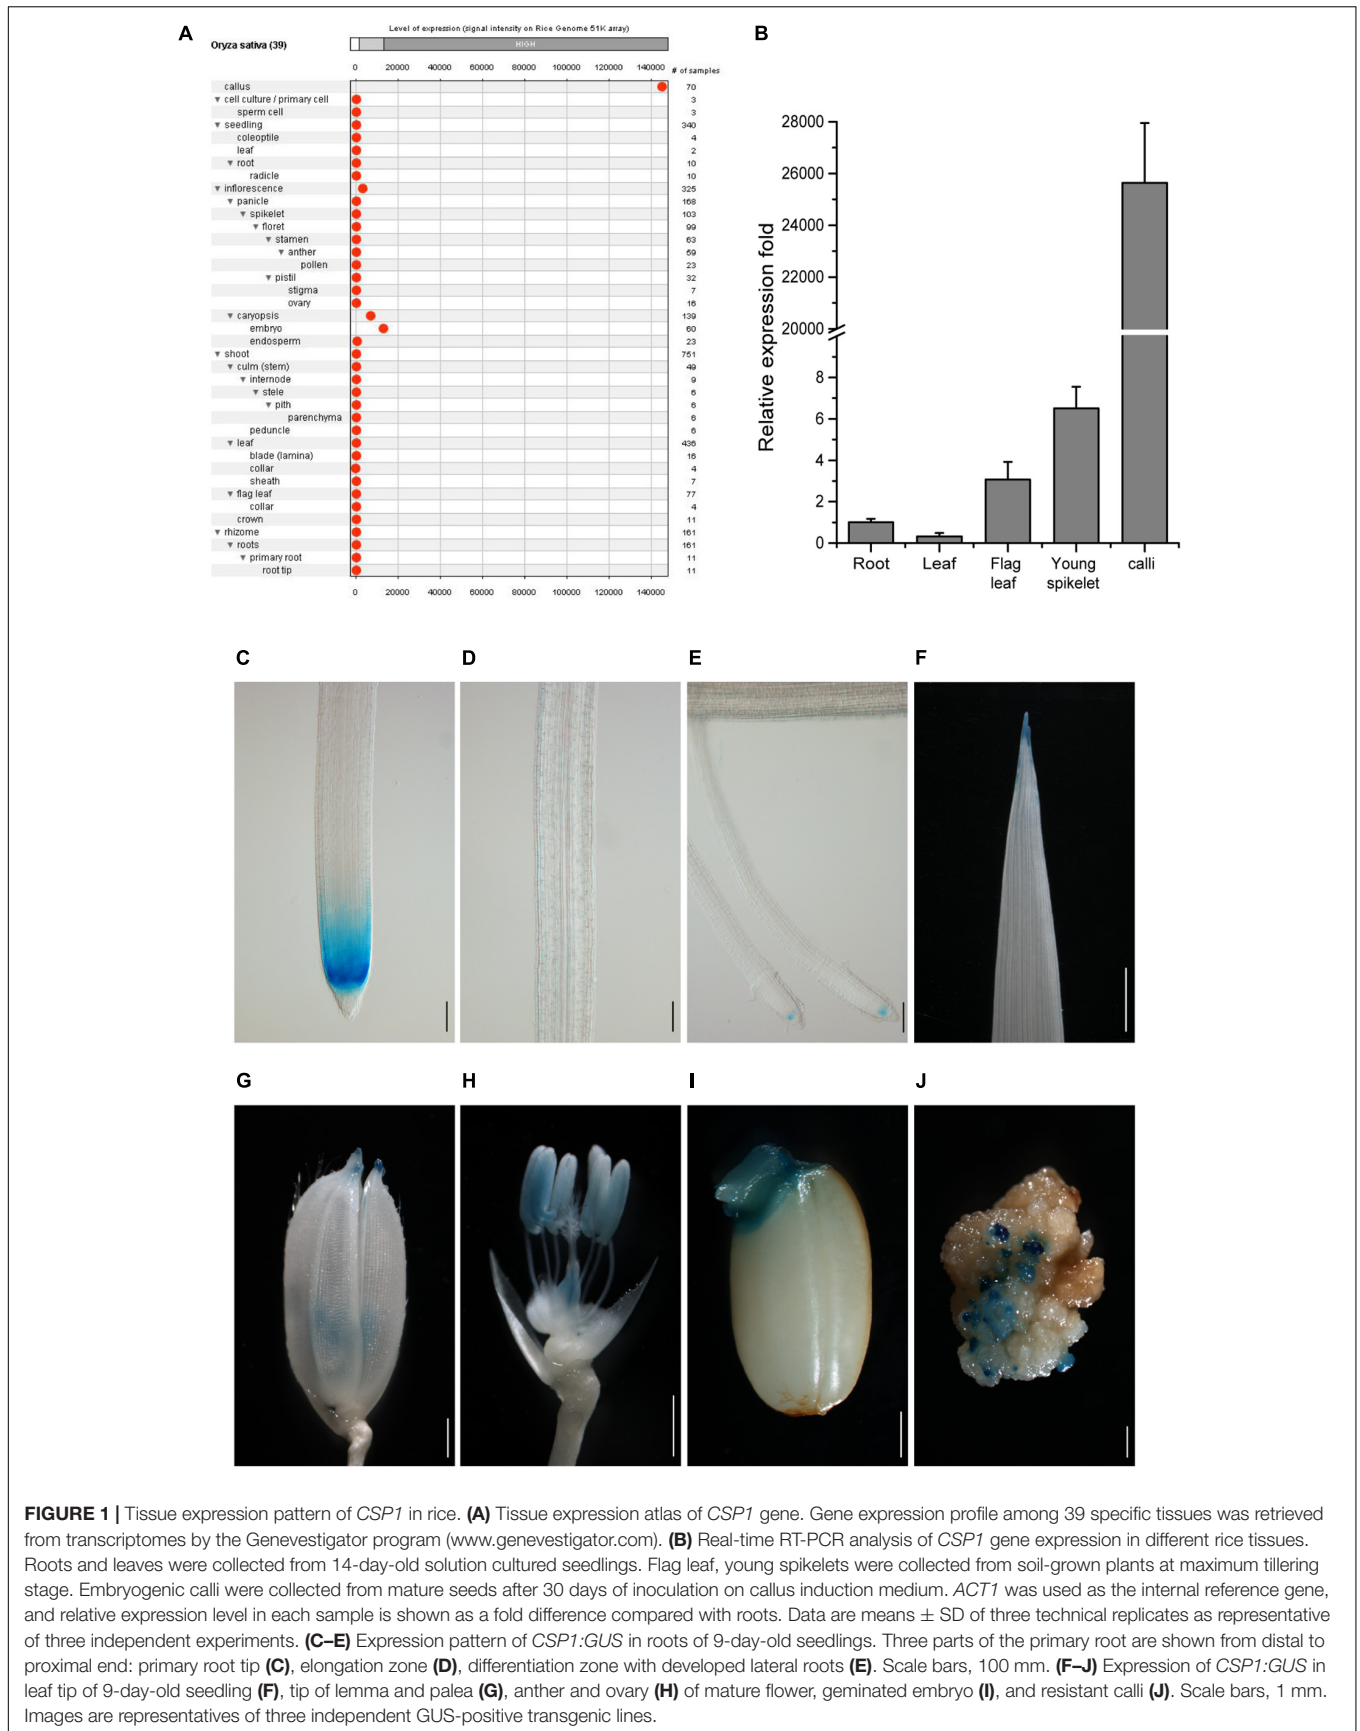 A
Level of expression (signal intensity on Rice Genome 51K array)
Oryza sativa (39)
HIGH
0 20000 40000 60000 80000 100000 120000 140000 # of samples
callus 70
▼ cell culture / primary cell 3
sperm cell 3
▼ seedling 340
coleoptile 4
leaf 2
▼ root 10
radicle 10
▼ inflorescence 325
▼ panicle 168
▼ spikelet 103
▼ floret 99
▼ stamen 63
▼ anther 59
pollen 23
▼ pistil 32
stigma 7
ovary 16
▼ caryopsis 139
embryo 60
endosperm 23
▼ shoot 751
▼ culm (stem) 49
▼ internode 9
▼ stele 6
▼ pith 6
parenchyma 6
peduncle 6
▼ leaf 436
blade (lamina) 16
collar 4
sheath 7
▼ flag leaf 77
collar 4
crown 11
▼ rhizome 161
▼ roots 161
▼ primary root 11
root tip 11
0 20000 40000 60000 80000 100000 120000 140000
B
Relative expression fold
28000
26000
24000
22000
20000
8
6
4
2
0
Root Leaf Flag leaf Young spikelet calli
C D E F
G H I J
FIGURE 1 | Tissue expression pattern of CSP1 in rice. (A) Tissue expression atlas of CSP1 gene. Gene expression profile among 39 specific tissues was retrieved
from transcriptomes by the Genevestigator program (www.genevestigator.com). (B) Real-time RT-PCR analysis of CSP1 gene expression in different rice tissues.
Roots and leaves were collected from 14-day-old solution cultured seedlings. Flag leaf, young spikelets were collected from soil-grown plants at maximum tillering
stage. Embryogenic calli were collected from mature seeds after 30 days of inoculation on callus induction medium. ACT1 was used as the internal reference gene,
and relative expression level in each sample is shown as a fold difference compared with roots. Data are means ± SD of three technical replicates as representative
of three independent experiments. (C–E) Expression pattern of CSP1:GUS in roots of 9-day-old seedlings. Three parts of the primary root are shown from distal to
proximal end: primary root tip (C), elongation zone (D), differentiation zone with developed lateral roots (E). Scale bars, 100 mm. (F–J) Expression of CSP1:GUS in
leaf tip of 9-day-old seedling (F), tip of lemma and palea (G), anther and ovary (H) of mature flower, geminated embryo (I), and resistant calli (J). Scale bars, 1 mm.
Images are representatives of three independent GUS-positive transgenic lines.